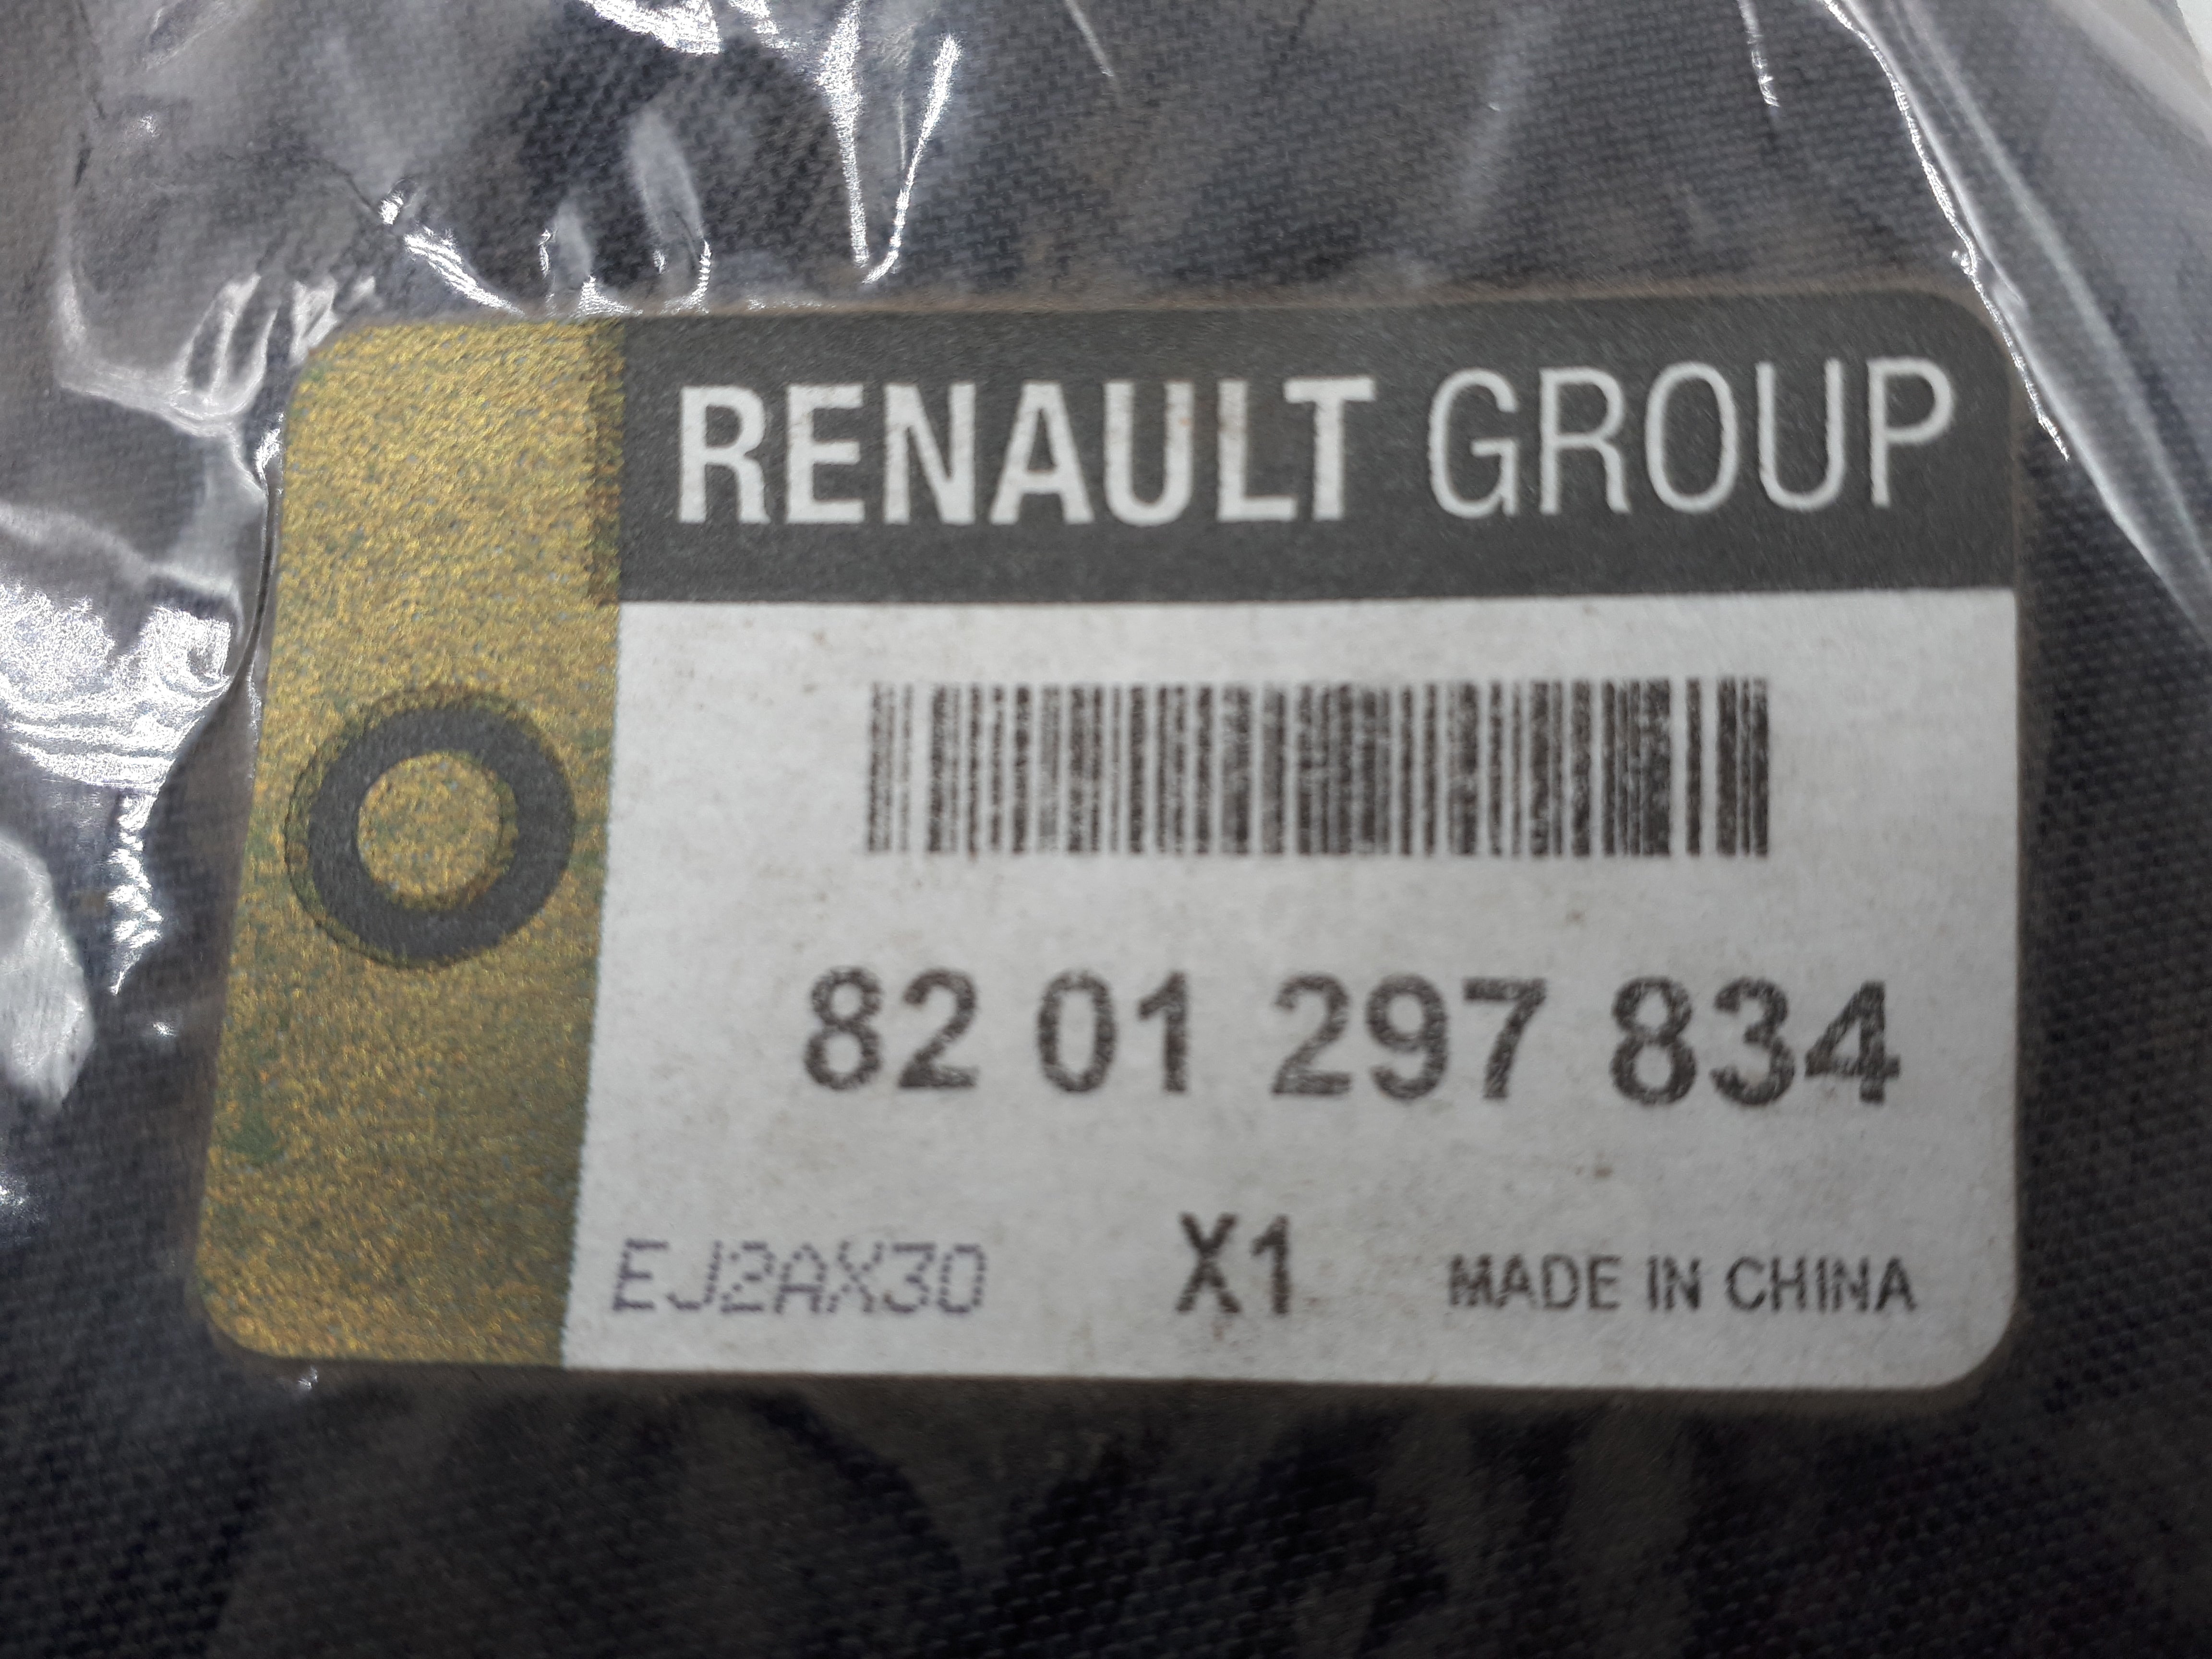 RENAULT GROUP
82 01 297 834
EJ2AX30 X1 MADE IN CHINA